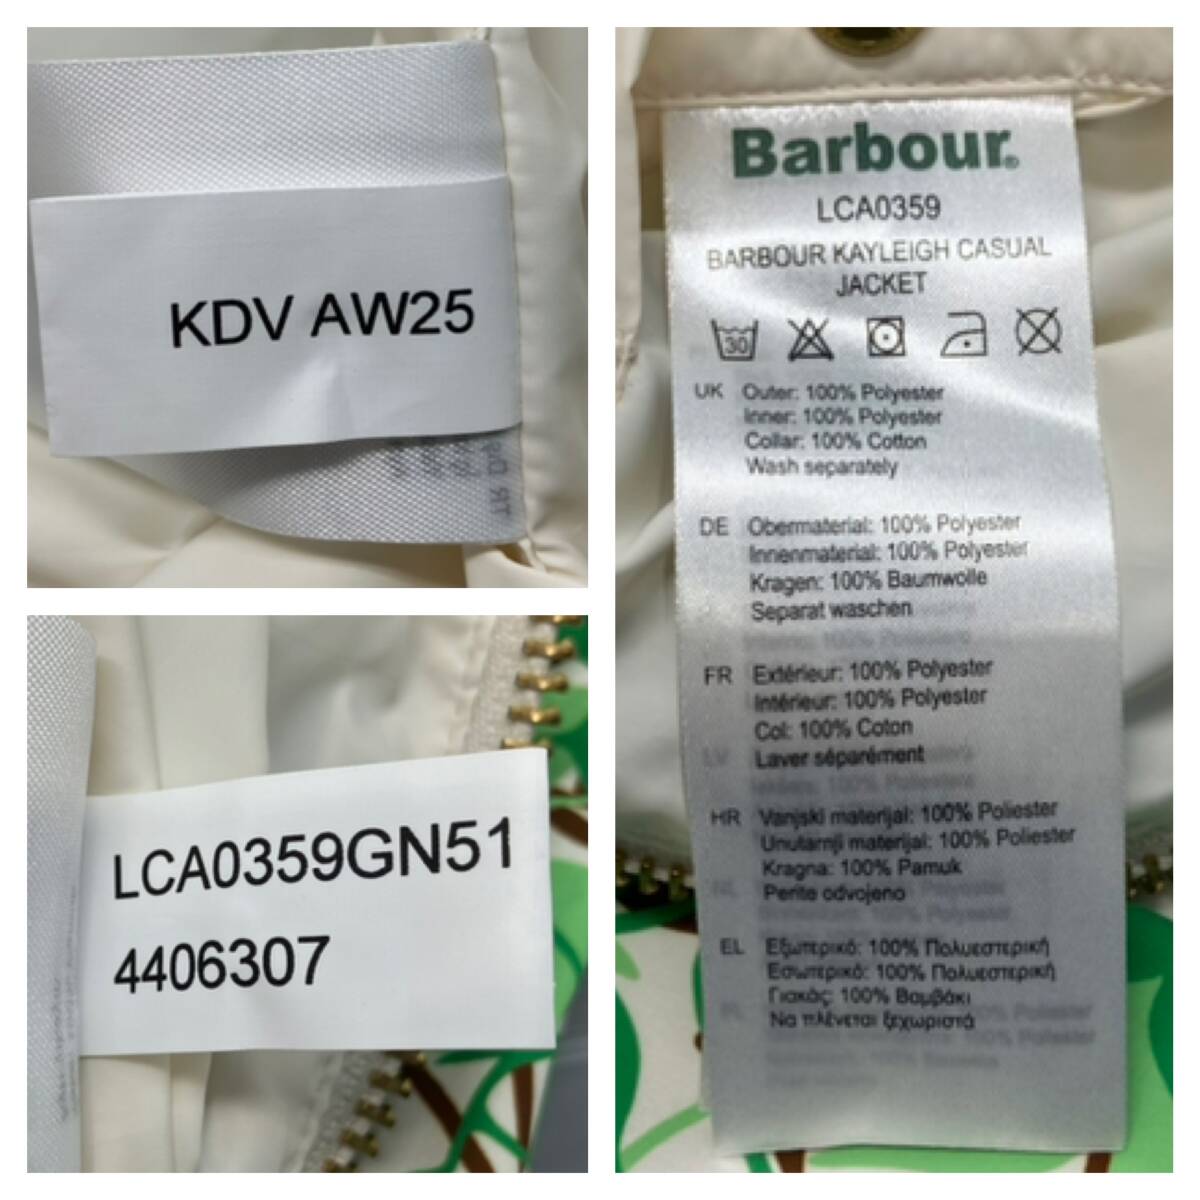 KDV AW25
LCA0359GN51
4406307
Barbour®
LCA0359
BARBOUR KAYLEIGH CASUAL
JACKET
30
UK Outer: 100% Polyester
Inner: 100% Polyester
Collar: 100% Cotton
Wash separately
DE Obermaterial: 100% Polyester
Innenmaterial: 100% Polyester
Kragen: 100% Baumwolle
Separat waschen
FR Extérieur: 100% Polyester
Intérieur: 100% Polyester
Col: 100% Coton
Laver séparément
HR Vanjski materijal: 100% Poliester
Unutarnji materijal: 100% Poliester
Kragna: 100% Pamuk
Perite odvojeno
EL Εξωτερικό: 100% Πολυεστερική
Εσωτερικό: 100% Πολυεστερική
Γιακάς: 100% Βαμβάκι
Να πλένεται ξεχωριστά